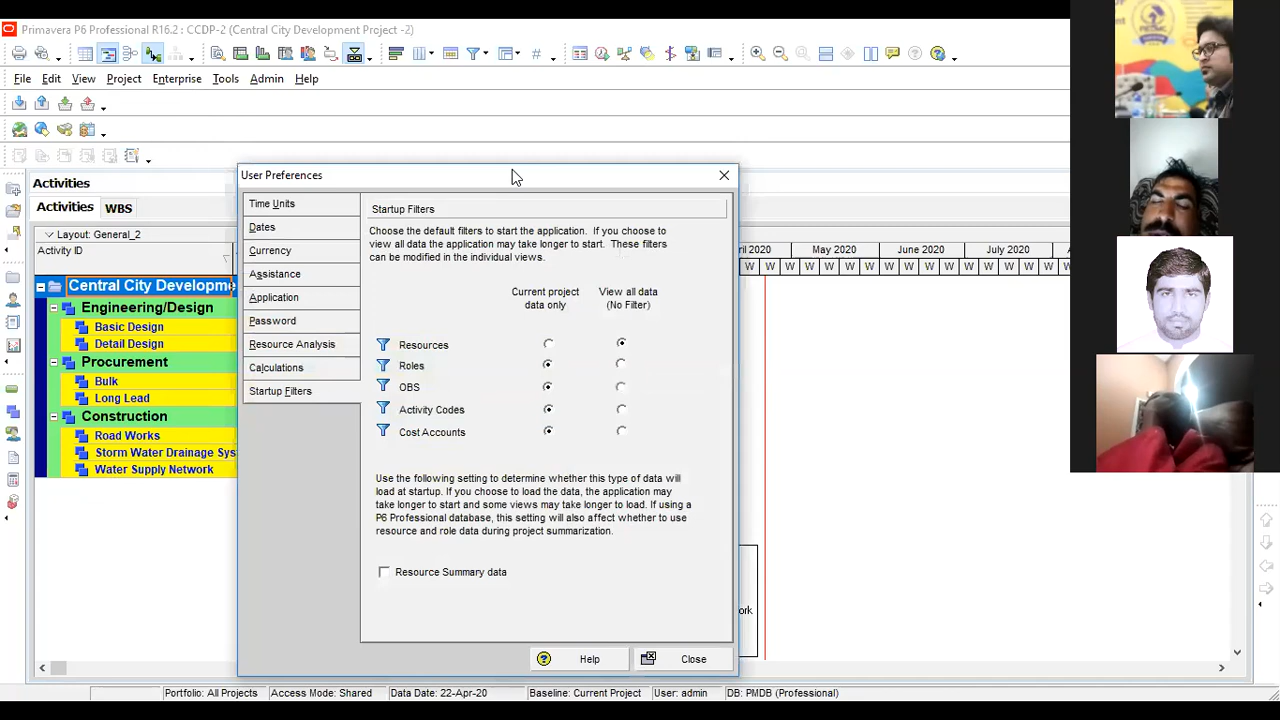 Primavera P6 Professional R16.2 : CCDP-2 (Central City Development Project -2)
File Edit View Project Enterprise Tools Admin Help
Activities
Activities WBS
Layout: General_2
Activity ID
2020 May 2020 June 2020 July 2020
W W W W W W W W W W W W W W W W
Central City Developme
Engineering/Design
Basic Design
Detail Design
Procurement
Bulk
Long Lead
Construction
Road Works
Storm Water Drainage Sys
Water Supply Network
User Preferences
Time Units
Dates
Currency
Assistance
Application
Password
Resource Analysis
Calculations
Startup Filters
Startup Filters
Choose the default filters to start the application. If you choose to
view all data the application may take longer to start. These filters
can be modified in the individual views.
Current project
data only
View all data
(No Filter)
Resources
Roles
OBS
Activity Codes
Cost Accounts
Use the following setting to determine whether this type of data will
load at startup. If you choose to load the data, the application may
take longer to start and some views may take longer to load. If using a
P6 Professional database, this setting will also affect whether to use
resource and role data during project summarization.
Resource Summary data
Help Close
ork
Portfolio: All Projects Access Mode: Shared Data Date: 22-Apr-20 Baseline: Current Project User: admin DB: PMDB (Professional)